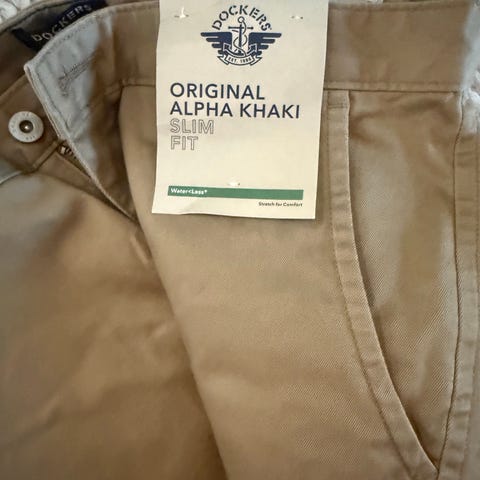 DOCKERS
DOCKERS
EST. 1986
ORIGINAL
ALPHA KHAKI
SLIM
FIT
Water<Less®
Stretch for Comfort